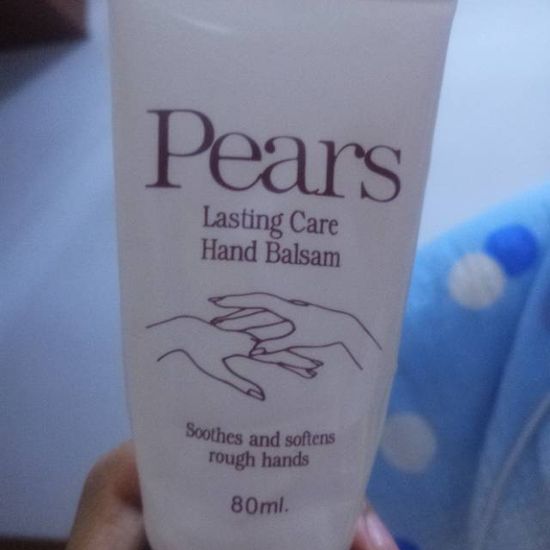 Pears
Lasting Care
Hand Balsam
Soothes and softens
rough hands
80ml.